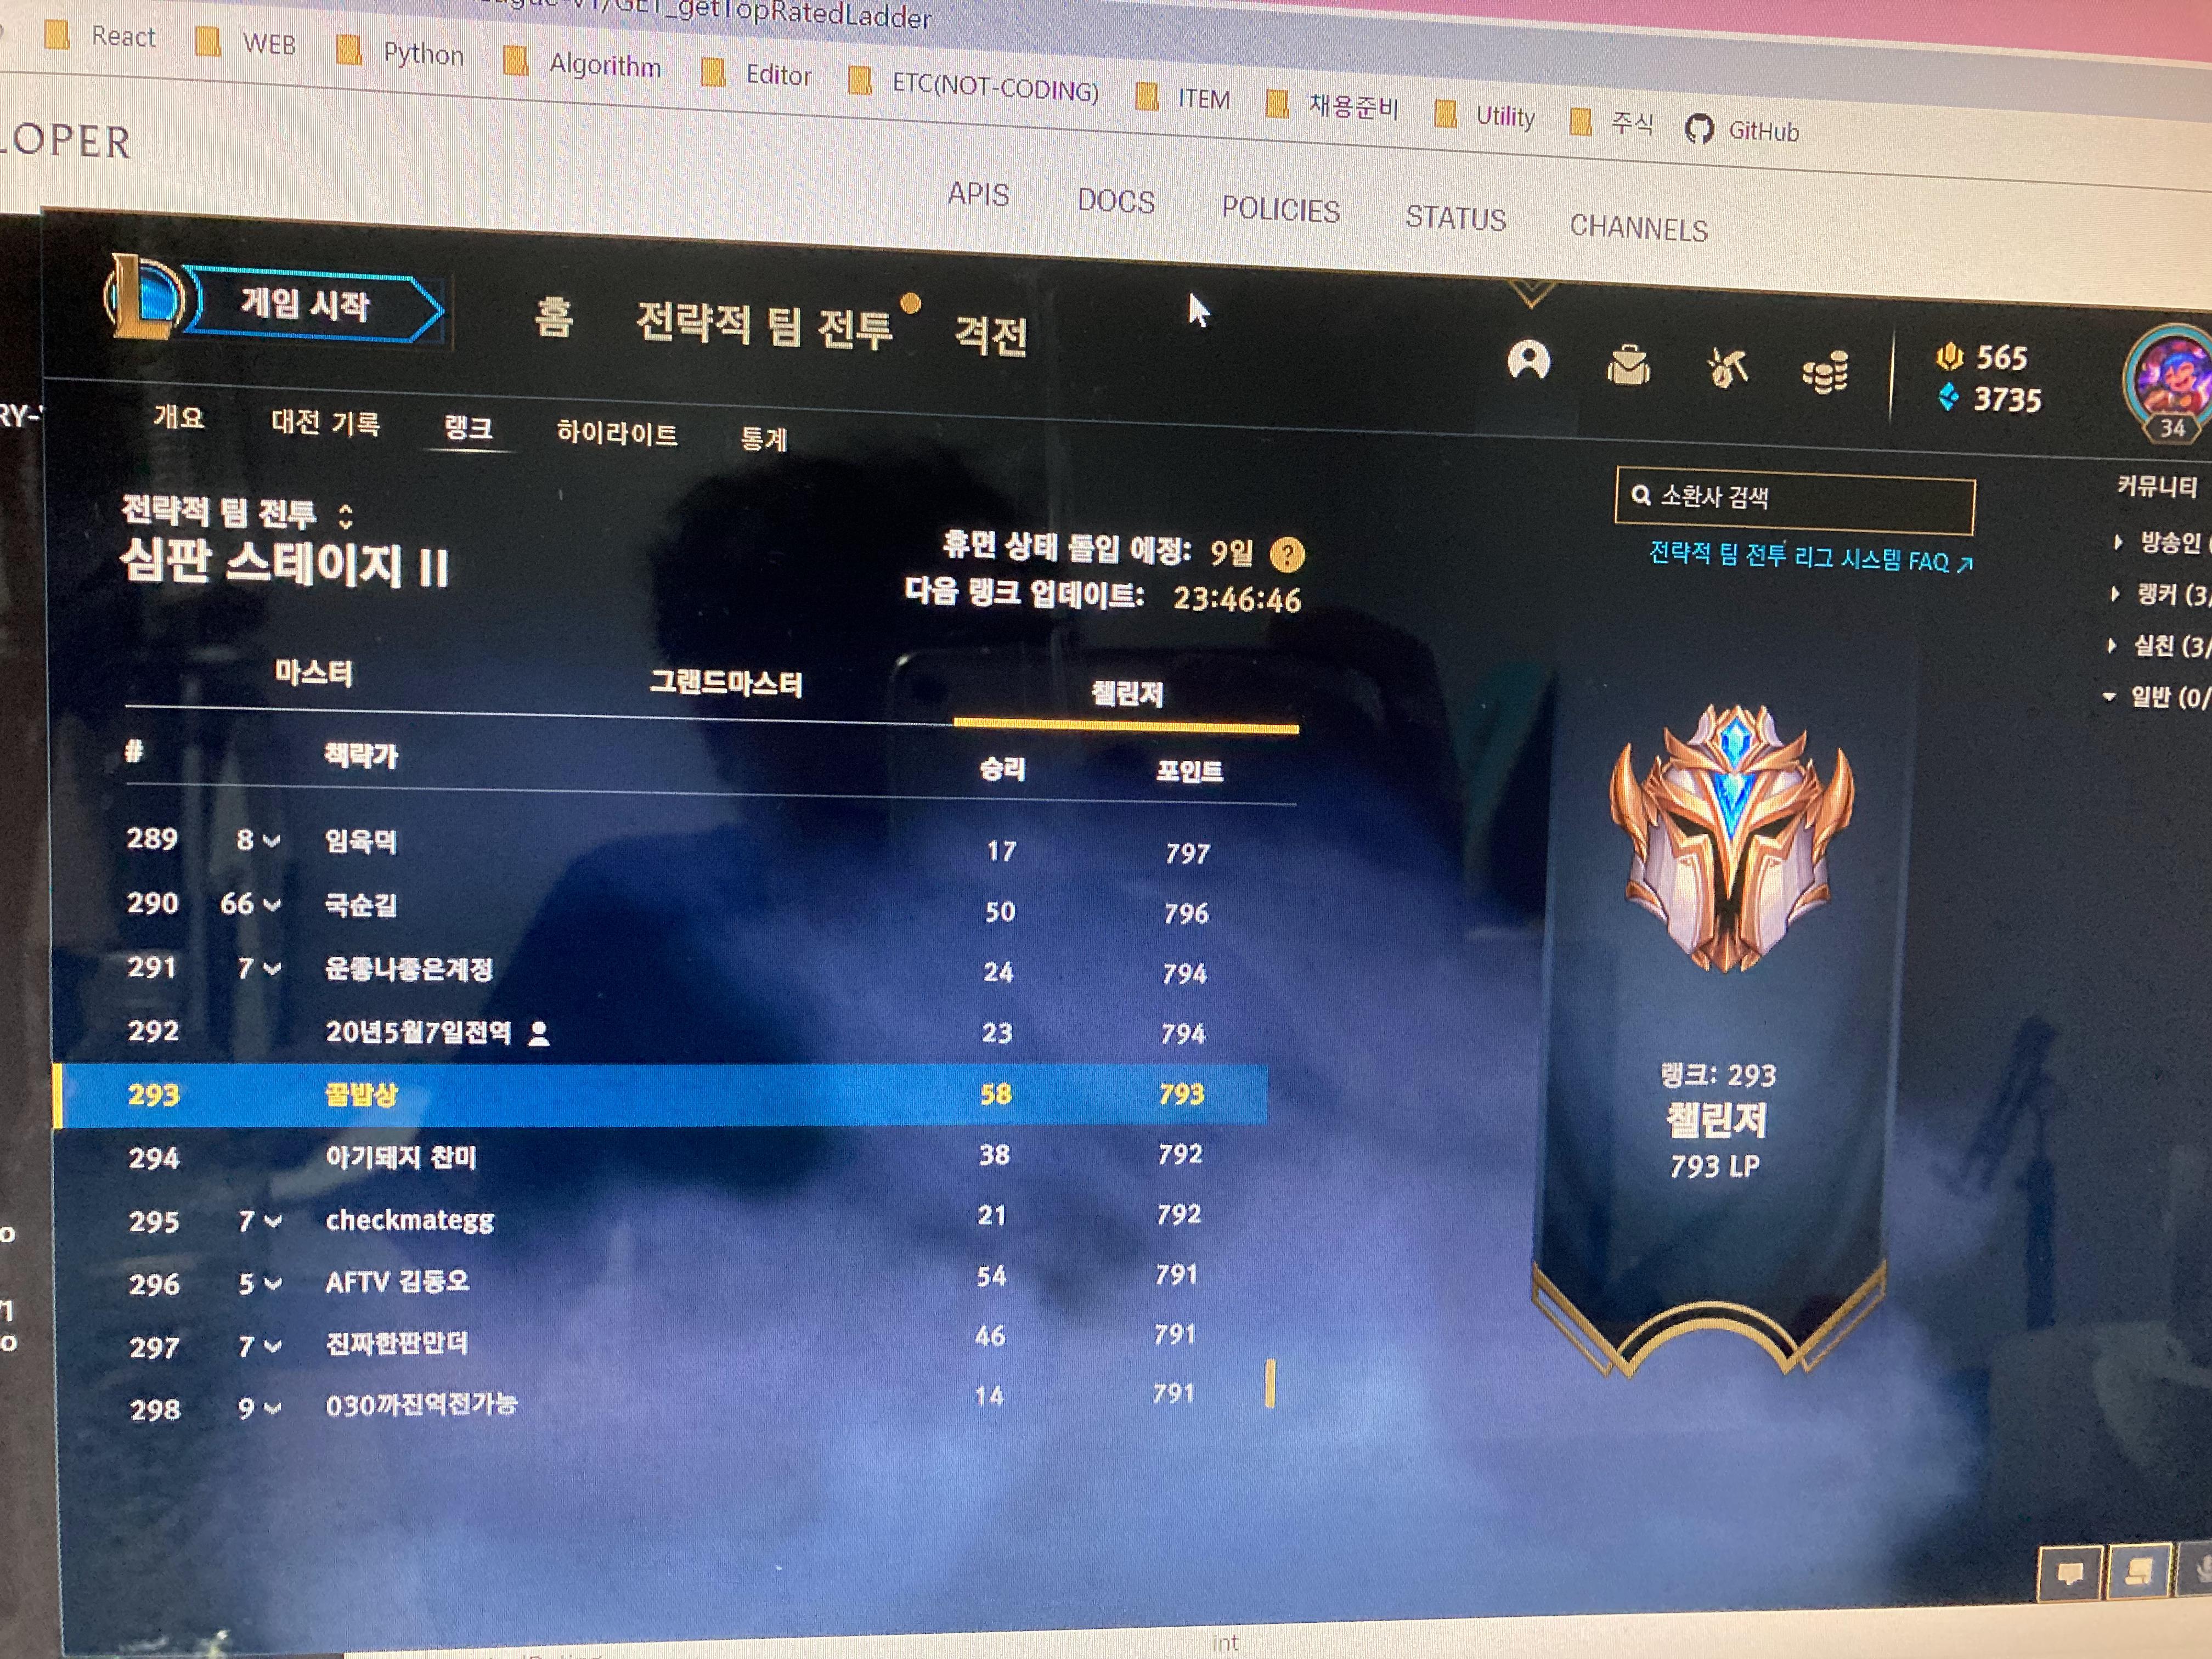 GET_getTopRatedLadder
React WEB Python Algorithm Editor ETC(NOT-CODING) ITEM 채용준비 Utility 주식 GitHub
LOPER
APIS DOCS POLICIES STATUS CHANNELS
게임 시작 홈 전략적 팀 전투 격전
565
3735
34
개요 대전 기록 랭크 하이라이트 통계
소환사 검색
전략적 팀 전투 리그 시스템 FAQ
커뮤니티
방송인
랭커 (3/
실친 (3/
일반 (0/
전략적 팀 전투
심판 스테이지 II
휴면 상태 돌입 예정: 9일 ?
다음 랭크 업데이트: 23:46:46
마스터 그랜드마스터 챌린저
# 책략가 승리 포인트
289 8 임육덕 17 797
290 66 국순길 50 796
291 7 운좋나좋은계정 24 794
292 20년5월7일전역 23 794
293 꿀밥상 58 793
294 아기돼지 찬미 38 792
295 7 checkmategg 21 792
296 5 AFTV 김동오 54 791
297 7 진짜한판만더 46 791
298 9 030까진역전가능 14 791
랭크: 293
챌린저
793 LP
int